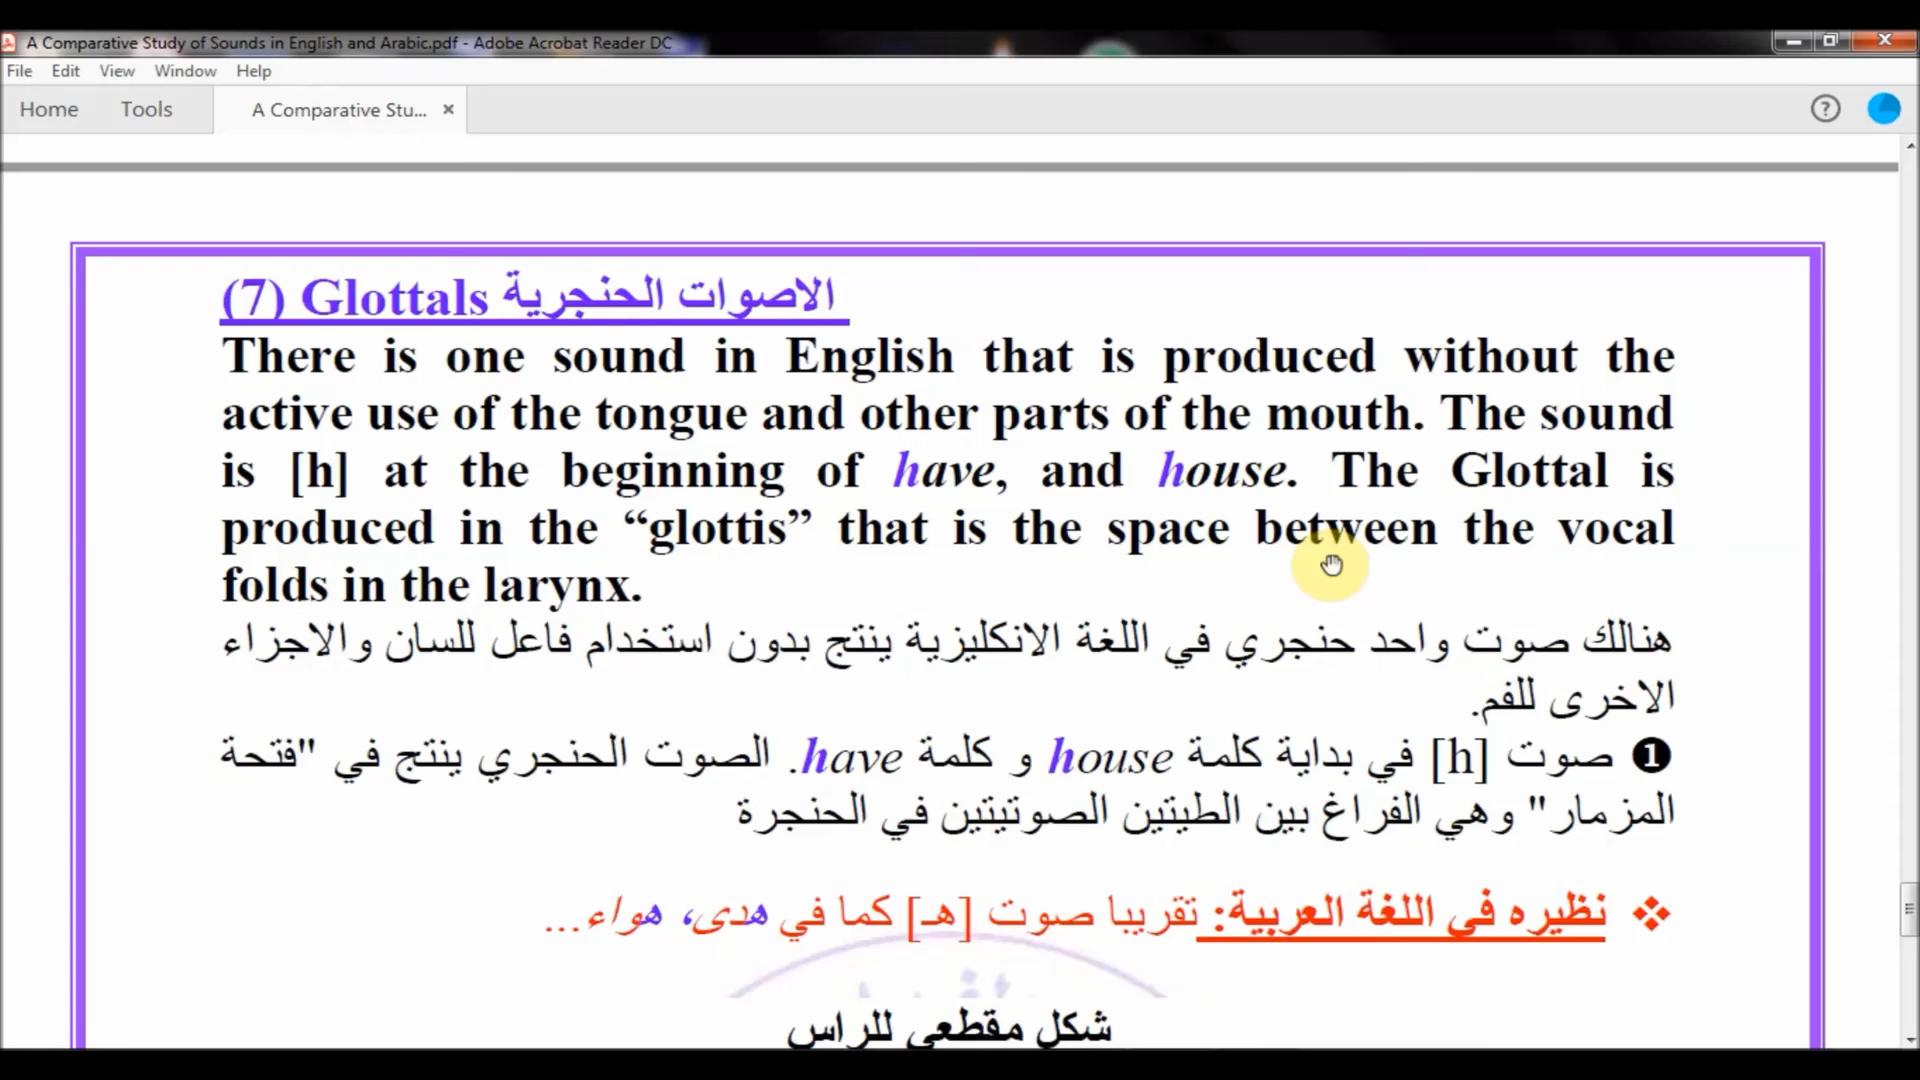 A Comparative Study of Sounds in English and Arabic.pdf - Adobe Acrobat Reader DC
File Edit View Window Help
Home Tools A Comparative Stu... ×
(7) Glottals الاصوات الحنجرية
There is one sound in English that is produced without the
active use of the tongue and other parts of the mouth. The sound
is [h] at the beginning of have, and house. The Glottal is
produced in the “glottis” that is the space between the vocal
folds in the larynx.
هنالك صوت واحد حنجري في اللغة الانكليزية ينتج بدون استخدام فاعل للسان والاجزاء
الاخرى للفم.
❶ صوت [h] في بداية كلمة house و كلمة have. الصوت الحنجري ينتج في "فتحة
المزمار" وهي الفراغ بين الطيتين الصوتيتين في الحنجرة
❖ نظيره في اللغة العربية: تقريبا صوت [هـ] كما في هدى، هواء...
شكل مقطعي للراس